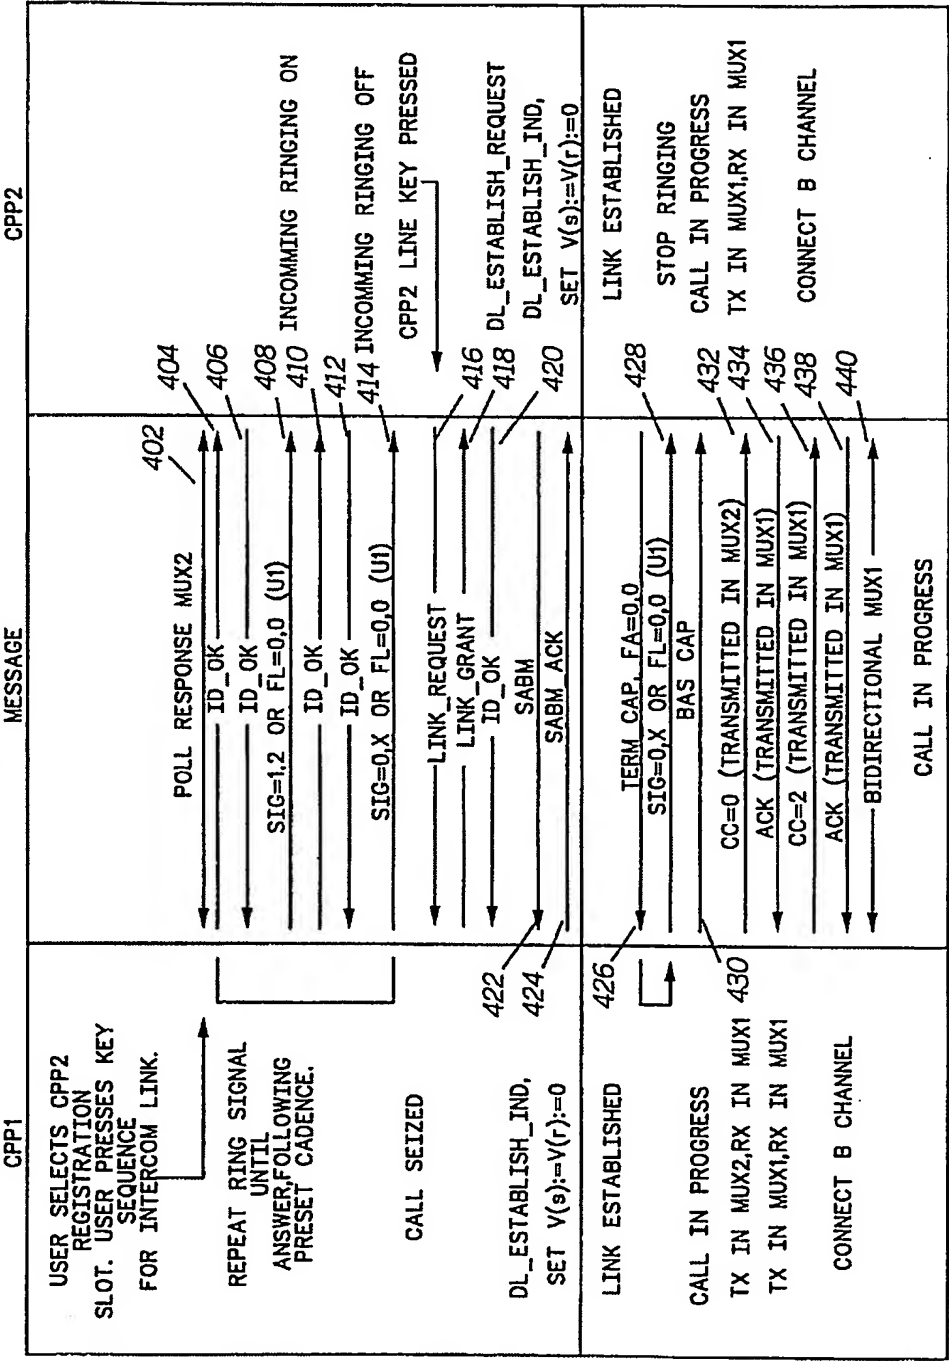 CPP1
MESSAGE
CPP2
USER SELECTS CPP2
REGISTRATION
SLOT. USER PRESSES KEY
SEQUENCE
FOR INTERCOM LINK.
REPEAT RING SIGNAL
UNTIL
ANSWER,FOLLOWING
PRESET CADENCE.
CALL SEIZED
DL_ESTABLISH_IND,
SET V(s):=V(r):=0
422
424
POLL RESPONSE MUX2
402
ID_OK
404
ID_OK
406
SIG=1,2 OR FL=0,0 (U1)
408
ID_OK
410
ID_OK
412
SIG=0,X OR FL=0,0 (U1)
414
LINK_REQUEST
416
LINK_GRANT
418
ID_OK
420
SABM
SABM_ACK
INCOMMING RINGING ON
INCOMMING RINGING OFF
CPP2 LINE KEY PRESSED
DL_ESTABLISH_REQUEST
DL_ESTABLISH_IND,
SET V(s):=V(r):=0
LINK ESTABLISHED
CALL IN PROGRESS
TX IN MUX2,RX IN MUX1
TX IN MUX1,RX IN MUX1
CONNECT B CHANNEL
426
430
TERM CAP, FA=0,0
SIG=0,X OR FL=0,0 (U1)
428
BAS CAP
CC=0 (TRANSMITTED IN MUX2)
432
ACK (TRANSMITTED IN MUX1)
434
CC=2 (TRANSMITTED IN MUX1)
436
ACK (TRANSMITTED IN MUX1)
438
BIDIRECTIONAL MUX1
440
CALL IN PROGRESS
LINK ESTABLISHED
STOP RINGING
CALL IN PROGRESS
TX IN MUX1,RX IN MUX1
CONNECT B CHANNEL